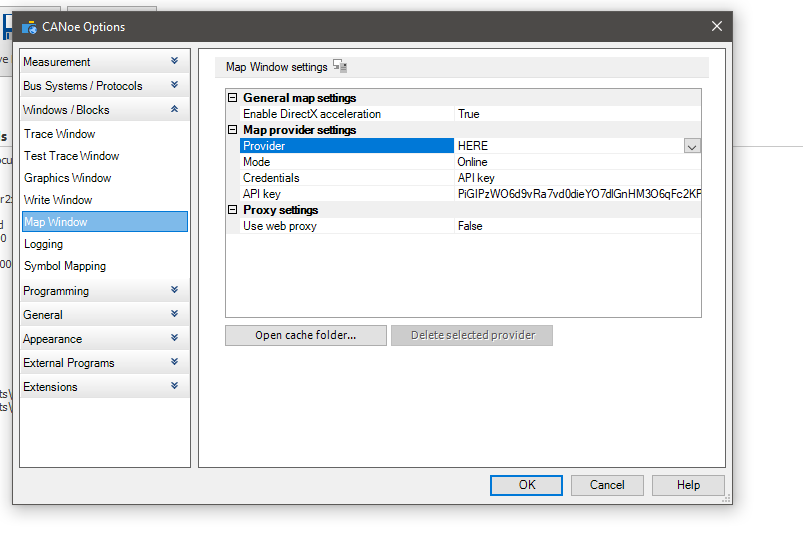 CANoe Options
Measurement
Bus Systems / Protocols
Windows / Blocks
Trace Window
Test Trace Window
Graphics Window
Write Window
Map Window
Logging
Symbol Mapping
Programming
General
Appearance
External Programs
Extensions
Map Window settings
General map settings
Enable DirectX acceleration True
Map provider settings
Provider HERE
Mode Online
Credentials API key
API key
Proxy settings
Use web proxy False
Open cache folder...
Delete selected provider
OK
Cancel
Help